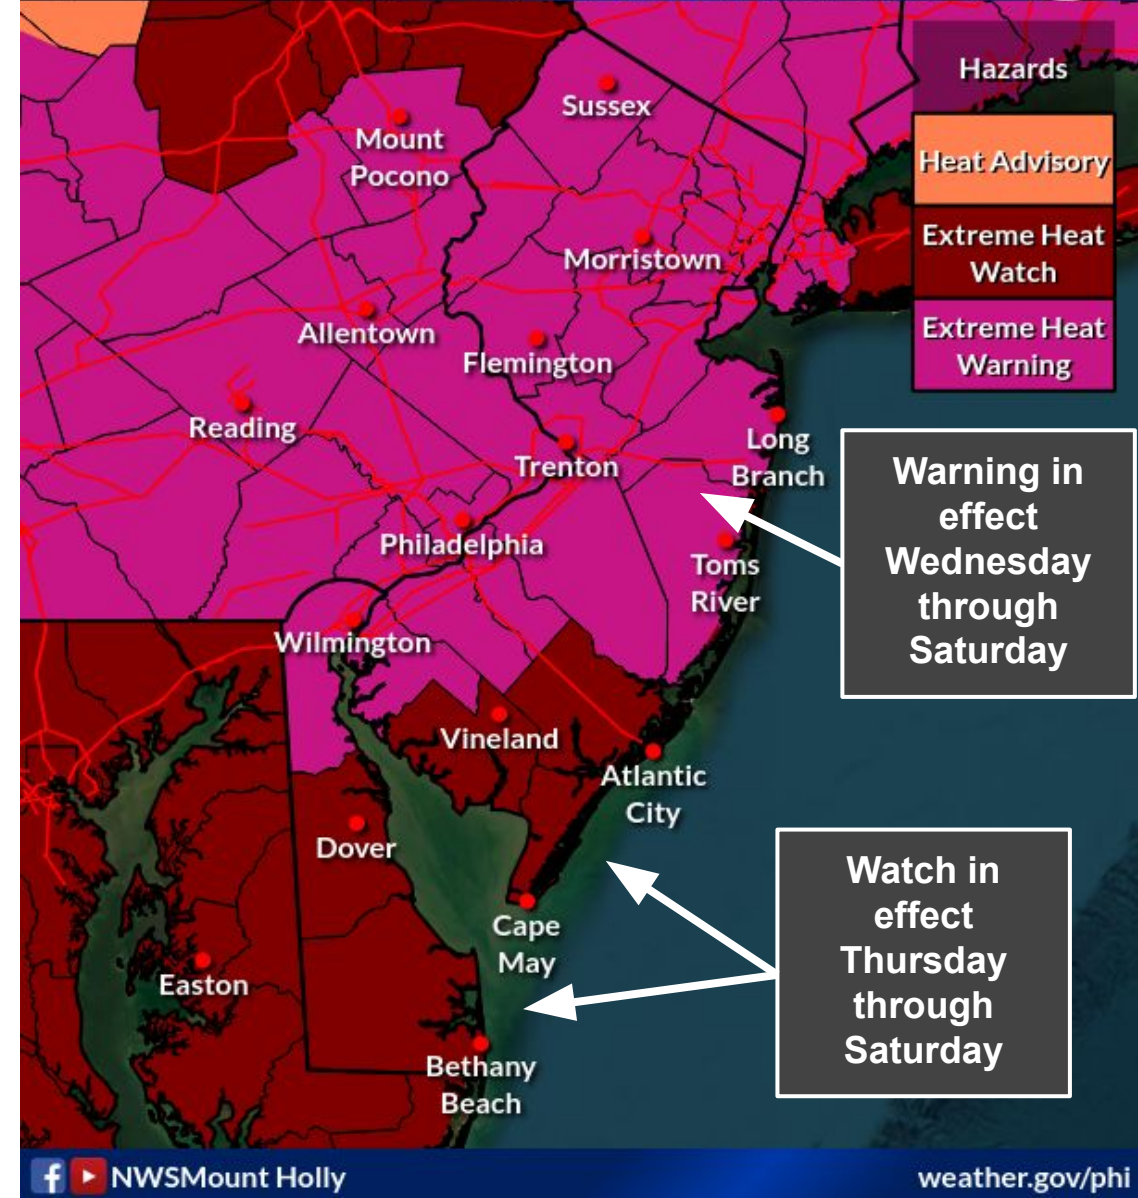 Hazards
Heat Advisory
Extreme Heat
Watch
Extreme Heat
Warning
Sussex
Mount
Pocono
Morristown
Allentown
Flemington
Reading
Trenton
Long
Branch
Philadelphia
Toms
River
Wilmington
Vineland
Atlantic
City
Dover
Cape
May
Easton
Bethany
Beach
Warning in
effect
Wednesday
through
Saturday
Watch in
effect
Thursday
through
Saturday
NWSMount Holly
weather.gov/phi